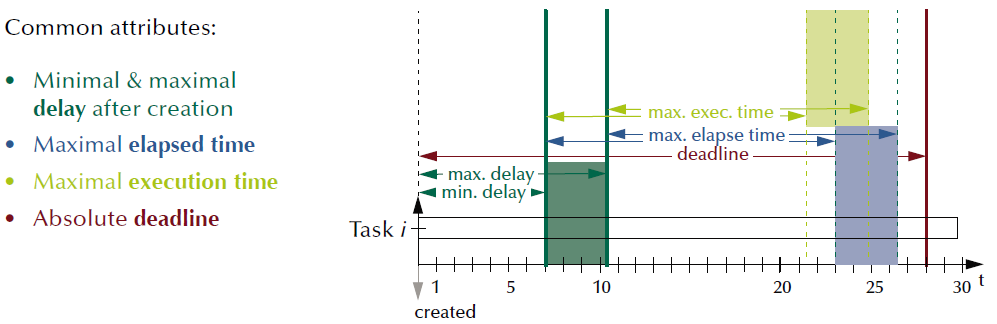 Common attributes:
• Minimal & maximal
delay after creation
• Maximal elapsed time
• Maximal execution time
• Absolute deadline
max. exec. time
max. elapse time
deadline
max. delay
min. delay
Task i
1 5 10 20 25 30 t
created